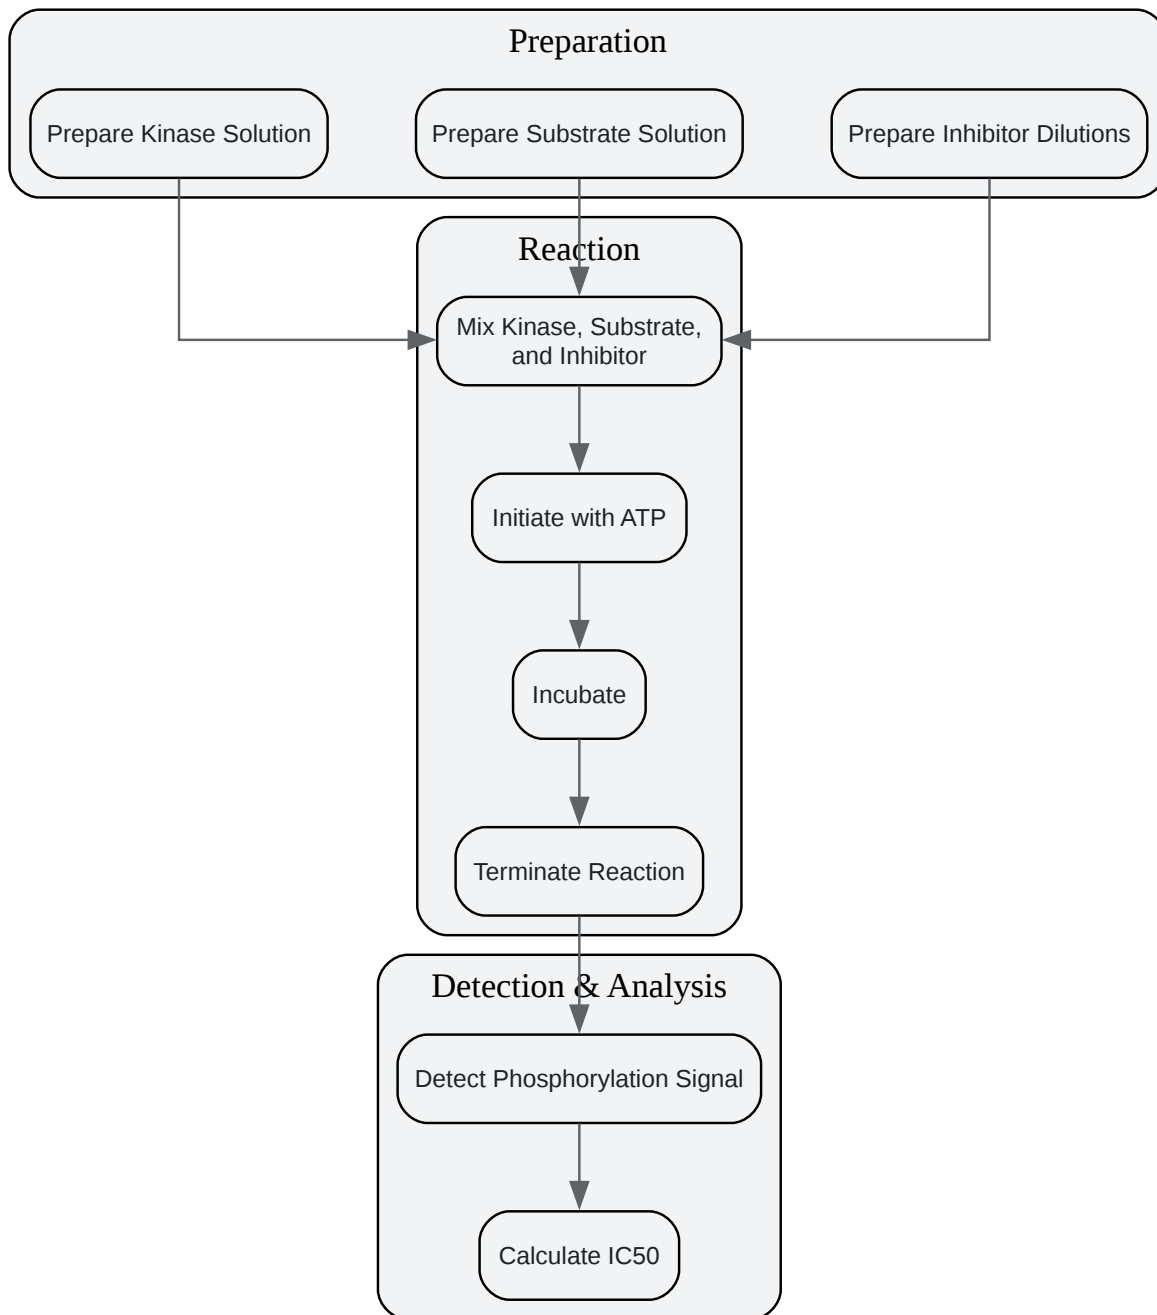 Preparation
Prepare Kinase Solution
Prepare Substrate Solution
Prepare Inhibitor Dilutions
Reaction
Mix Kinase, Substrate,
and Inhibitor
Initiate with ATP
Incubate
Terminate Reaction
Detection & Analysis
Detect Phosphorylation Signal
Calculate IC50